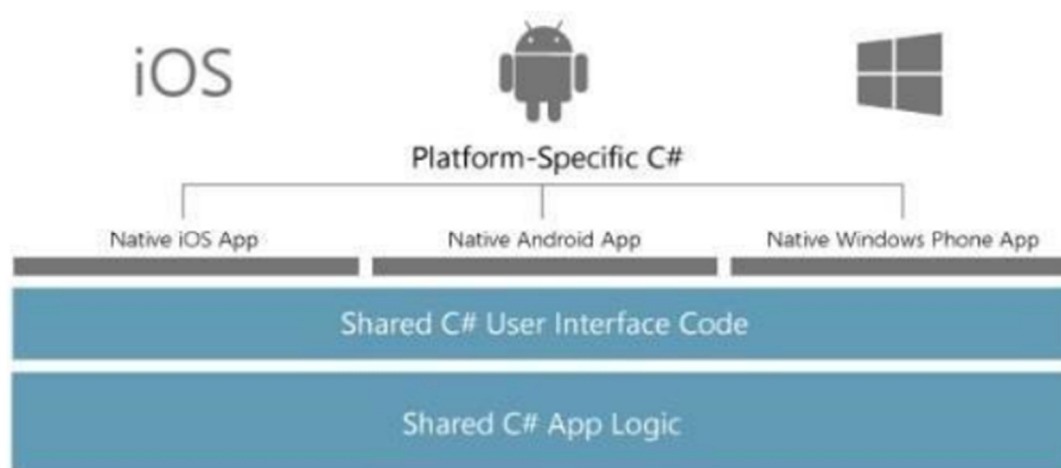 iOS
Platform-Specific C#
Native iOS App
Native Android App
Native Windows Phone App
Shared C# User Interface Code
Shared C# App Logic